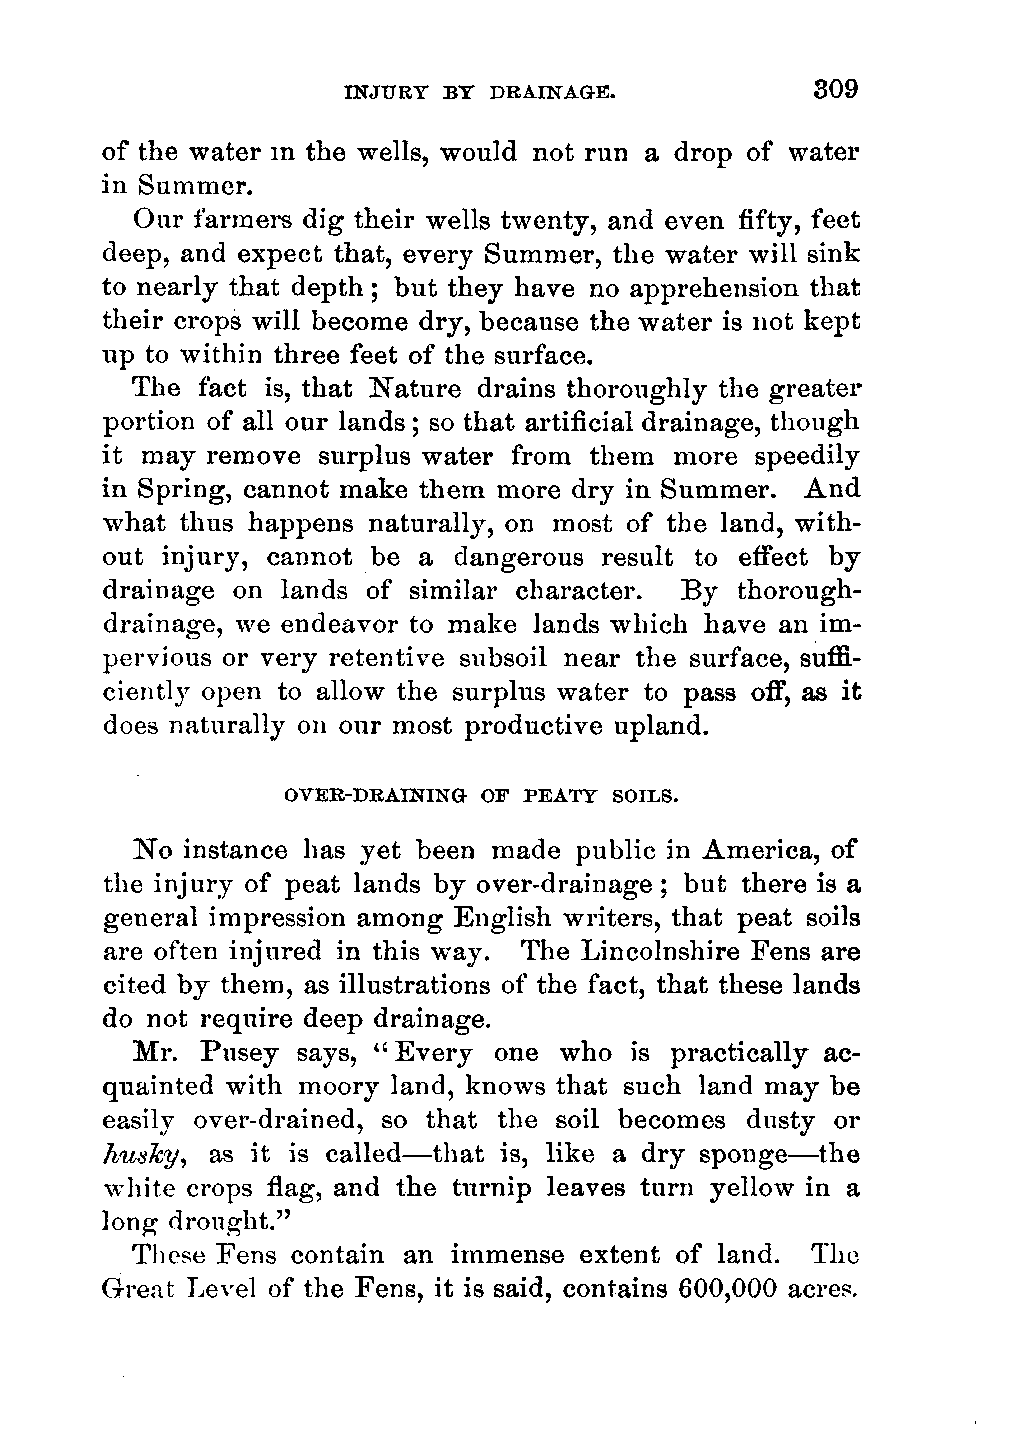 INJURY BY DRAINAGE. 309
of the water in the wells, would not run a drop of water
in Summer.
Our farmers dig their wells twenty, and even fifty, feet
deep, and expect that, every Summer, the water will sink
to nearly that depth; but they have no apprehension that
their crops will become dry, because the water is not kept
up to within three feet of the surface.
The fact is, that Nature drains thoroughly the greater
portion of all our lands; so that artificial drainage, though
it may remove surplus water from them more speedily
in Spring, cannot make them more dry in Summer. And
what thus happens naturally, on most of the land, with-
out injury, cannot be a dangerous result to effect by
drainage on lands of similar character. By thorough-
drainage, we endeavor to make lands which have an im-
pervious or very retentive subsoil near the surface, suffi-
ciently open to allow the surplus water to pass off, as it
does naturally on our most productive upland.
OVER-DRAINING OF PEATY SOILS.
No instance has yet been made public in America, of
the injury of peat lands by over-drainage; but there is a
general impression among English writers, that peat soils
are often injured in this way. The Lincolnshire Fens are
cited by them, as illustrations of the fact, that these lands
do not require deep drainage.
Mr. Pusey says, "Every one who is practically ac-
quainted with moory land, knows that such land may be
easily over-drained, so that the soil becomes dusty or
husky, as it is called—that is, like a dry sponge—the
white crops flag, and the turnip leaves turn yellow in a
long drought."
These Fens contain an immense extent of land. The
Great Level of the Fens, it is said, contains 600,000 acres.